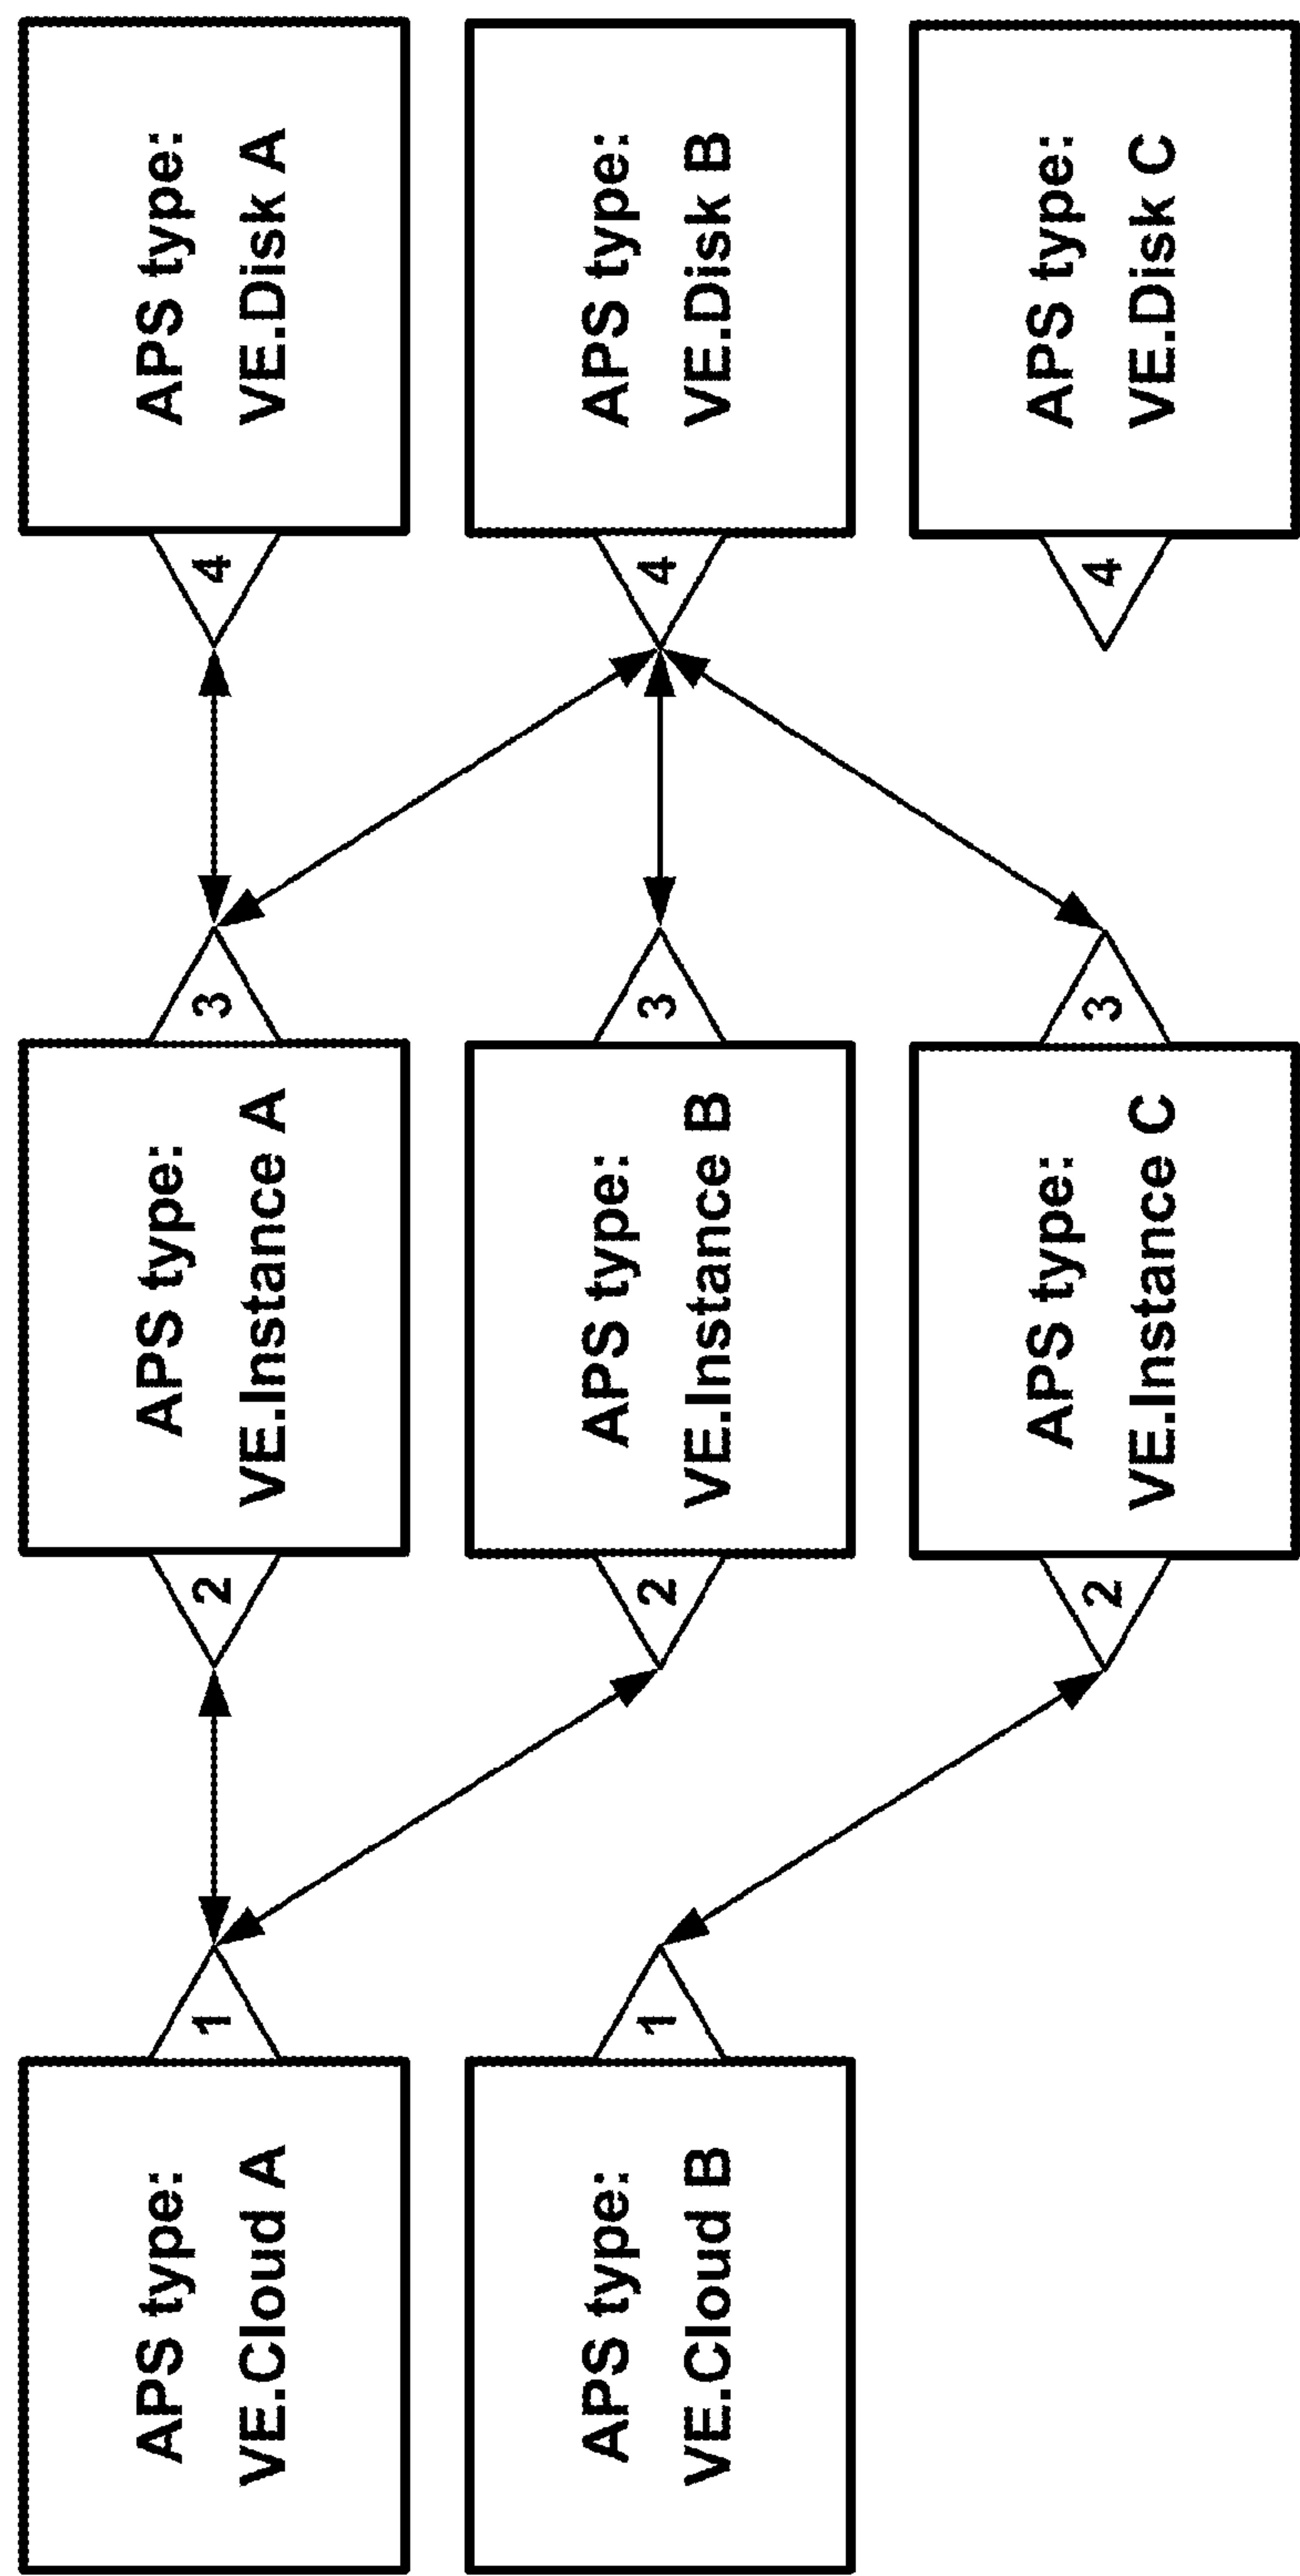 APS type:
VE.Cloud A
1
2
APS type:
VE.Instance A
3
4
APS type:
VE.Disk A
APS type:
VE.Cloud B
1
2
APS type:
VE.Instance B
3
4
APS type:
VE.Disk B
2
APS type:
VE.Instance C
3
4
APS type:
VE.Disk C